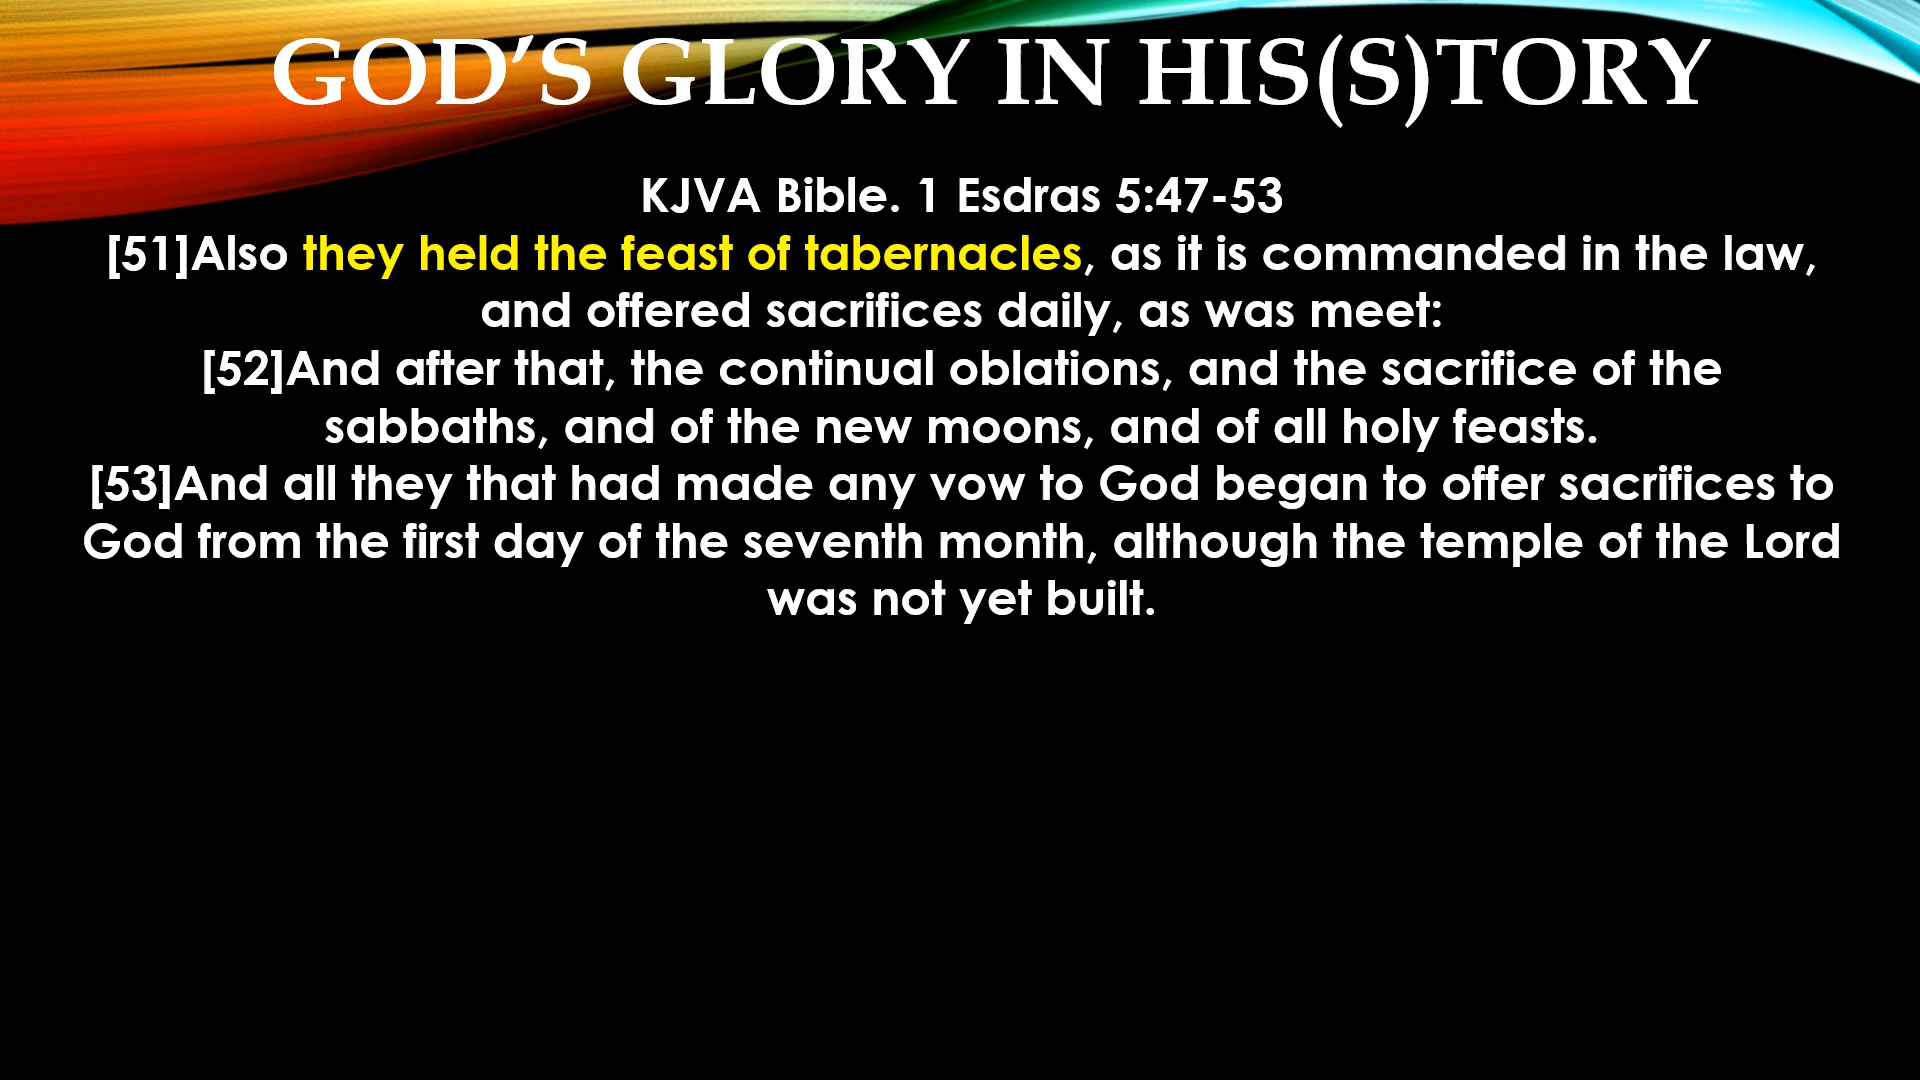 GOD’S GLORY IN HIS(S)TORY
KJVA Bible. 1 Esdras 5:47-53
[51]Also they held the feast of tabernacles, as it is commanded in the law,
and offered sacrifices daily, as was meet:
[52]And after that, the continual oblations, and the sacrifice of the
sabbaths, and of the new moons, and of all holy feasts.
[53]And all they that had made any vow to God began to offer sacrifices to
God from the first day of the seventh month, although the temple of the Lord
was not yet built.